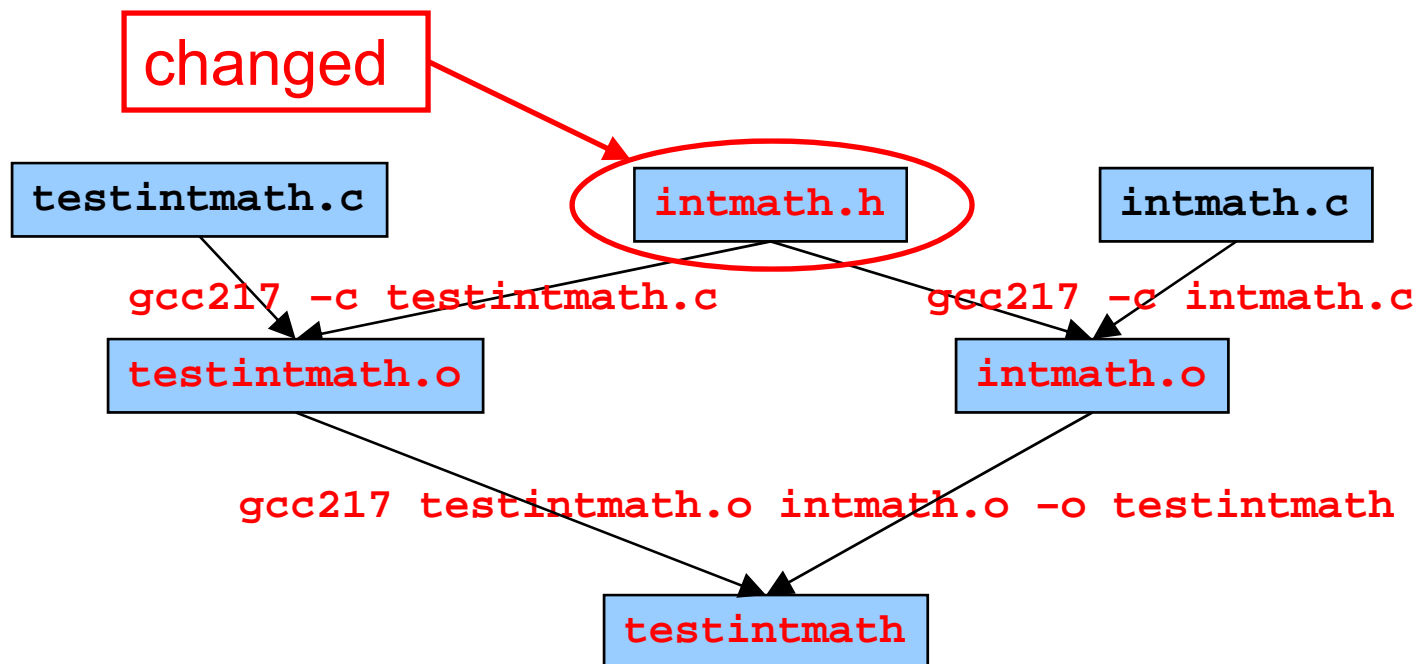 changed
testintmath.c
intmath.h
intmath.c
gcc217 –c testintmath.c
gcc217 –c intmath.c
testintmath.o
intmath.o
gcc217 testintmath.o intmath.o –o testintmath
testintmath